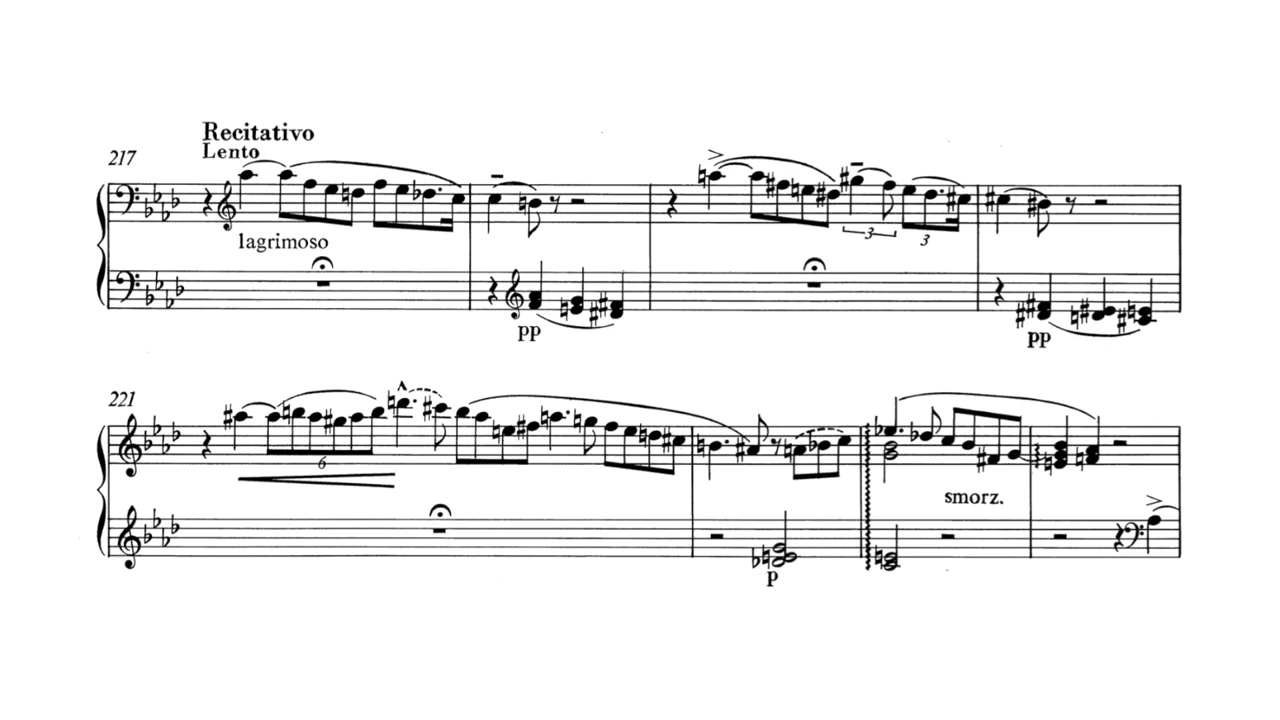 Recitativo
217
Lento
lagrimoso
3
3
pp
pp
221
6
smorz.
p